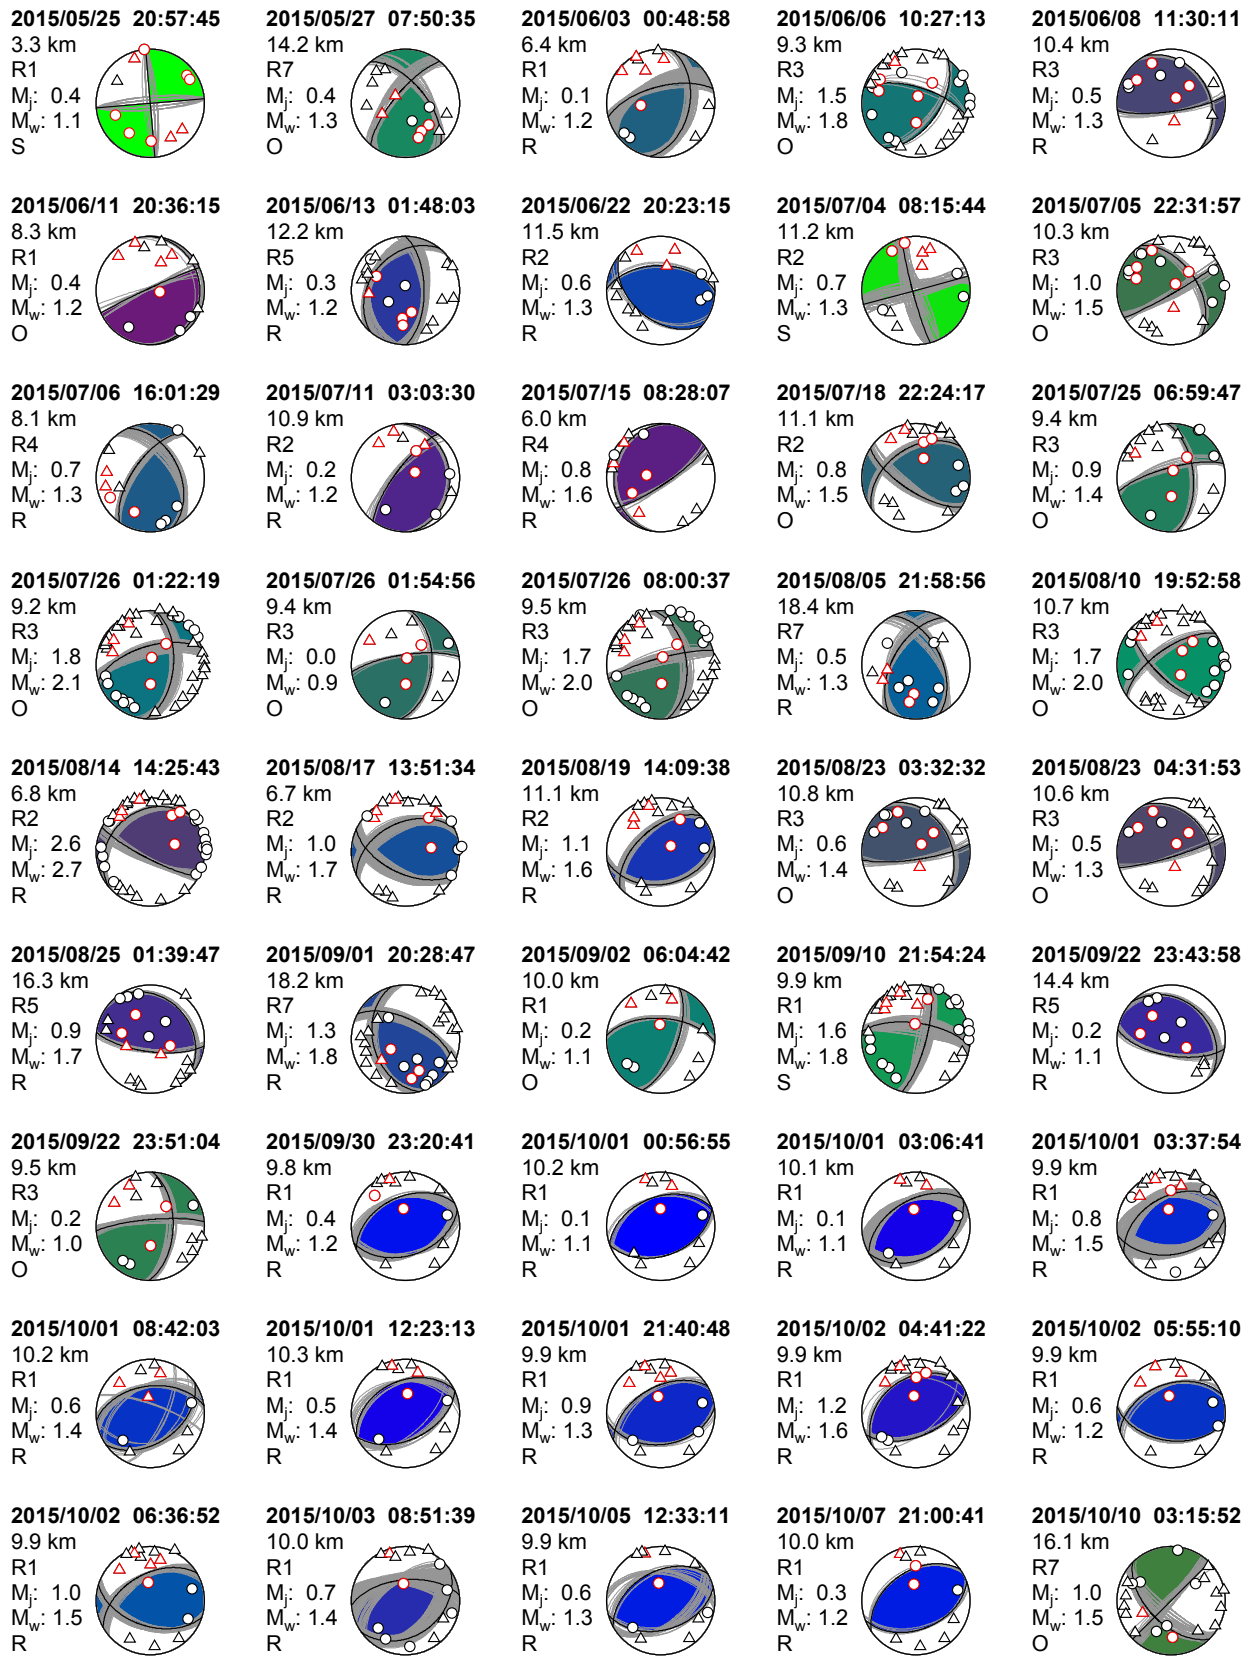 2015/05/25 20:57:45
3.3 km
R1
Mj: 0.4
Mw: 1.1
S
2015/05/27 07:50:35
14.2 km
R7
Mj: 0.4
Mw: 1.3
O
2015/06/03 00:48:58
6.4 km
R1
Mj: 0.1
Mw: 1.2
R
2015/06/06 10:27:13
9.3 km
R3
Mj: 1.5
Mw: 1.8
O
2015/06/08 11:30:11
10.4 km
R3
Mj: 0.5
Mw: 1.3
R
2015/06/11 20:36:15
8.3 km
R1
Mj: 0.4
Mw: 1.2
O
2015/06/13 01:48:03
12.2 km
R5
Mj: 0.3
Mw: 1.2
R
2015/06/22 20:23:15
11.5 km
R2
Mj: 0.6
Mw: 1.3
R
2015/07/04 08:15:44
11.2 km
R2
Mj: 0.7
Mw: 1.3
S
2015/07/05 22:31:57
10.3 km
R3
Mj: 1.0
Mw: 1.5
O
2015/07/06 16:01:29
8.1 km
R4
Mj: 0.7
Mw: 1.3
R
2015/07/11 03:03:30
10.9 km
R2
Mj: 0.2
Mw: 1.2
R
2015/07/15 08:28:07
6.0 km
R4
Mj: 0.8
Mw: 1.6
R
2015/07/18 22:24:17
11.1 km
R2
Mj: 0.8
Mw: 1.5
O
2015/07/25 06:59:47
9.4 km
R3
Mj: 0.9
Mw: 1.4
O
2015/07/26 01:22:19
9.2 km
R3
Mj: 1.8
Mw: 2.1
O
2015/07/26 01:54:56
9.4 km
R3
Mj: 0.0
Mw: 0.9
O
2015/07/26 08:00:37
9.5 km
R3
Mj: 1.7
Mw: 2.0
O
2015/08/05 21:58:56
18.4 km
R7
Mj: 0.5
Mw: 1.3
R
2015/08/10 19:52:58
10.7 km
R3
Mj: 1.7
Mw: 2.0
O
2015/08/14 14:25:43
6.8 km
R2
Mj: 2.6
Mw: 2.7
R
2015/08/17 13:51:34
6.7 km
R2
Mj: 1.0
Mw: 1.7
R
2015/08/19 14:09:38
11.1 km
R2
Mj: 1.1
Mw: 1.6
R
2015/08/23 03:32:32
10.8 km
R3
Mj: 0.6
Mw: 1.4
O
2015/08/23 04:31:53
10.6 km
R3
Mj: 0.5
Mw: 1.3
O
2015/08/25 01:39:47
16.3 km
R5
Mj: 0.9
Mw: 1.7
R
2015/09/01 20:28:47
18.2 km
R7
Mj: 1.3
Mw: 1.8
R
2015/09/02 06:04:42
10.0 km
R1
Mj: 0.2
Mw: 1.1
O
2015/09/10 21:54:24
9.9 km
R1
Mj: 1.6
Mw: 1.8
S
2015/09/22 23:43:58
14.4 km
R5
Mj: 0.2
Mw: 1.1
R
2015/09/22 23:51:04
9.5 km
R3
Mj: 0.2
Mw: 1.0
O
2015/09/30 23:20:41
9.8 km
R1
Mj: 0.4
Mw: 1.2
R
2015/10/01 00:56:55
10.2 km
R1
Mj: 0.1
Mw: 1.1
R
2015/10/01 03:06:41
10.1 km
R1
Mj: 0.1
Mw: 1.1
R
2015/10/01 03:37:54
9.9 km
R1
Mj: 0.8
Mw: 1.5
R
2015/10/01 08:42:03
10.2 km
R1
Mj: 0.6
Mw: 1.4
R
2015/10/01 12:23:13
10.3 km
R1
Mj: 0.5
Mw: 1.4
R
2015/10/01 21:40:48
9.9 km
R1
Mj: 0.9
Mw: 1.3
R
2015/10/02 04:41:22
9.9 km
R1
Mj: 1.2
Mw: 1.6
R
2015/10/02 05:55:10
9.9 km
R1
Mj: 0.6
Mw: 1.2
R
2015/10/02 06:36:52
9.9 km
R1
Mj: 1.0
Mw: 1.5
R
2015/10/03 08:51:39
10.0 km
R1
Mj: 0.7
Mw: 1.4
R
2015/10/05 12:33:11
9.9 km
R1
Mj: 0.6
Mw: 1.3
R
2015/10/07 21:00:41
10.0 km
R1
Mj: 0.3
Mw: 1.2
R
2015/10/10 03:15:52
16.1 km
R7
Mj: 1.0
Mw: 1.5
O